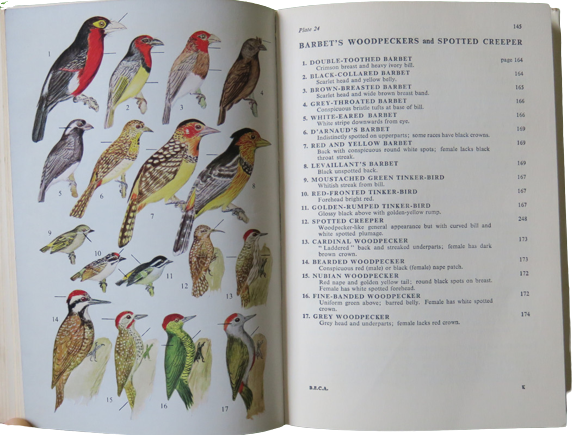 1
2
3
4
5
6
7
8
9
10
11
12
13
14
15
16
17
Plate 24 145
BARBET'S WOODPECKERS and SPOTTED CREEPER
1. DOUBLE-TOOTHED BARBET page 164
Crimson breast and heavy ivory bill.
2. BLACK-COLLARED BARBET 164
Scarlet head and yellow belly.
3. BROWN-BREASTED BARBET 165
Scarlet head and wide brown breast band.
4. GREY-THROATED BARBET 166
Conspicuous bristle tufts at base of bill.
5. WHITE-EARED BARBET 166
White stripe downwards from eye.
6. D'ARNAUD'S BARBET 169
Indistinctly spotted on upperparts; some races have black crowns.
7. RED AND YELLOW BARBET 169
Back with conspicuous round white spots; female lacks black
throat streak.
8. LEVAILLANT'S BARBET 169
Black unspotted back.
9. MOUSTACHED GREEN TINKER-BIRD 167
Whitish streak from bill.
10. RED-FRONTED TINKER-BIRD 167
Forehead bright red.
11. GOLDEN-RUMPED TINKER-BIRD 167
Glossy black above with golden-yellow rump.
12. SPOTTED CREEPER 248
Woodpecker-like general appearance but with curved bill and
white spotted plumage.
13. CARDINAL WOODPECKER 173
"Laddered" back and streaked underparts; female has dark
brown crown.
14. BEARDED WOODPECKER 173
Conspicuous red (male) or black (female) nape patch.
15. NUBIAN WOODPECKER 172
Red nape and golden yellow tail; round black spots on breast.
Female has white spotted forehead.
16. FINE-BANDED WOODPECKER 172
Uniform green above; barred belly. Female has white spotted
crown.
17. GREY WOODPECKER 174
Grey head and underparts; female lacks red crown.
B.E.C.A. K